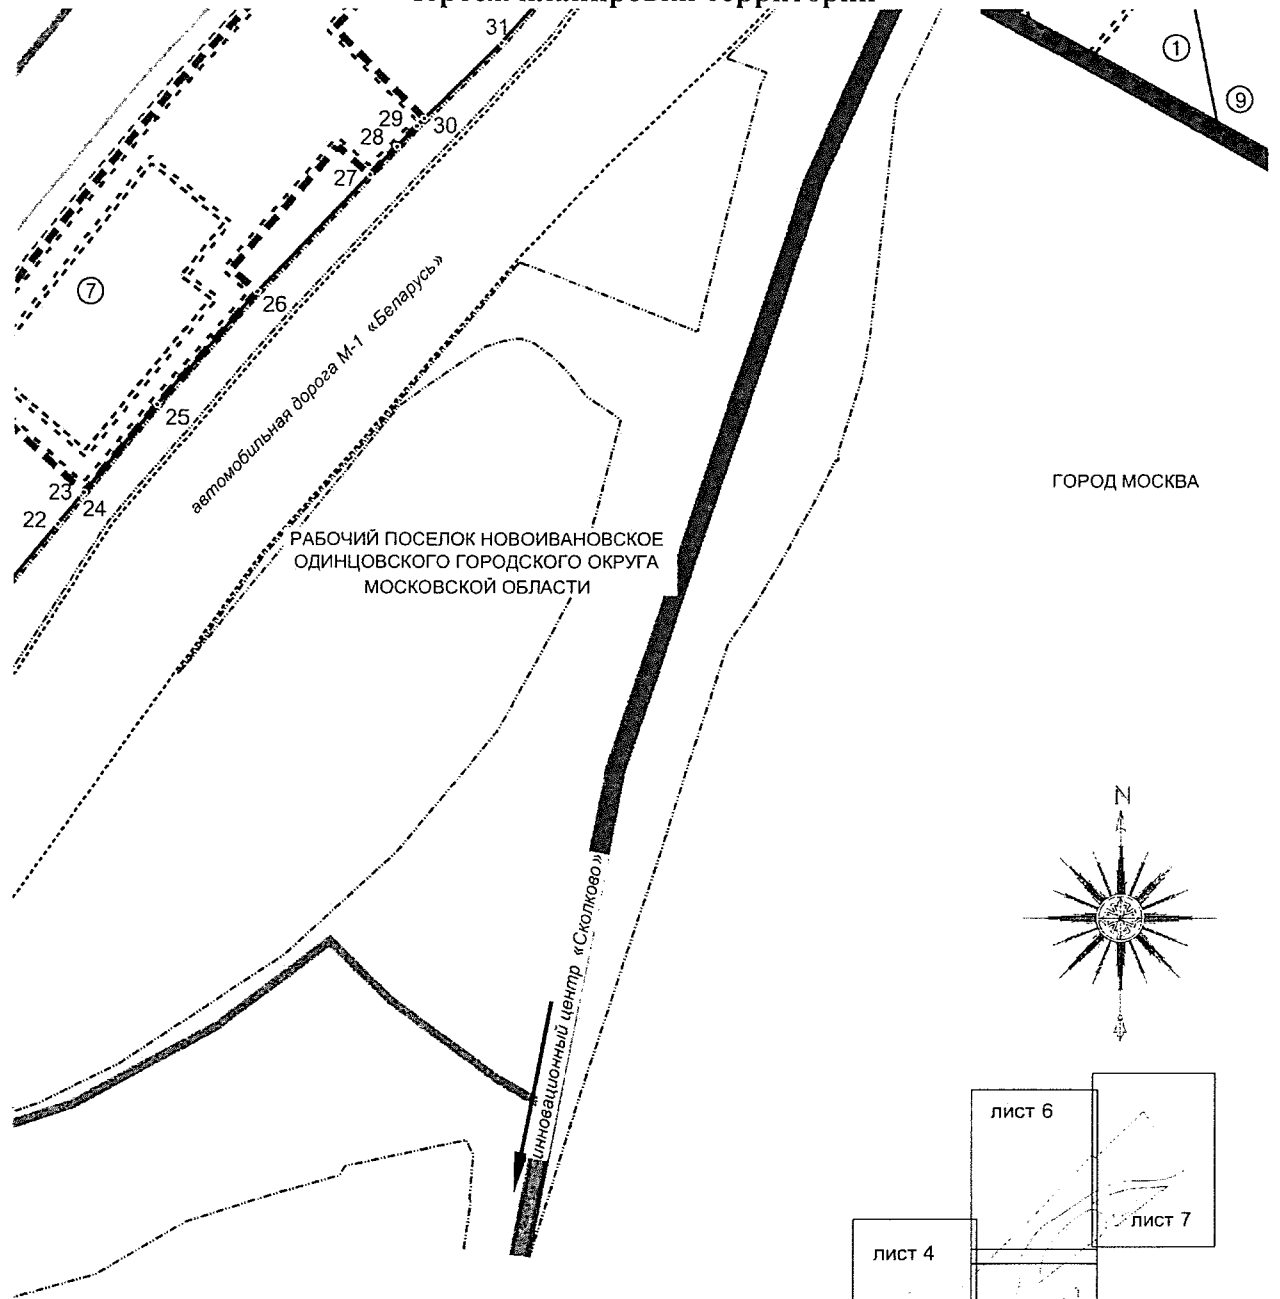 31
1
9
29
30
28
27
7
26
автомобильная дорога М-1 «Беларусь»
25
23
24
22
ГОРОД МОСКВА
РАБОЧИЙ ПОСЕЛОК НОВОИВАНОВСКОЕ
ОДИНЦОВСКОГО ГОРОДСКОГО ОКРУГА
МОСКОВСКОЙ ОБЛАСТИ
N
инновационный центр «Сколково»
лист 6
лист 7
лист 4